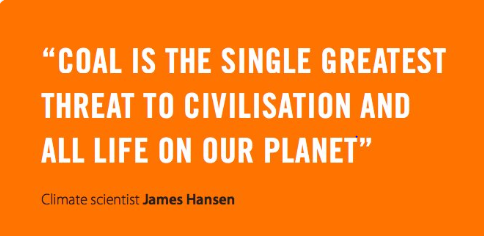 “COAL IS THE SINGLE GREATEST
THREAT TO CIVILISATION AND
ALL LIFE ON OUR PLANET”
Climate scientist James Hansen